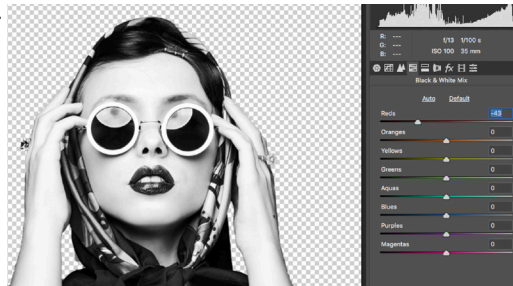 R: ---
G: ---
B: ---
f/13 1/100 s
ISO 100 35 mm
fx
Black & White Mix
Auto Default
Reds -43
Oranges 0
Yellows 0
Greens 0
Aquas 0
Blues 0
Purples 0
Magentas 0